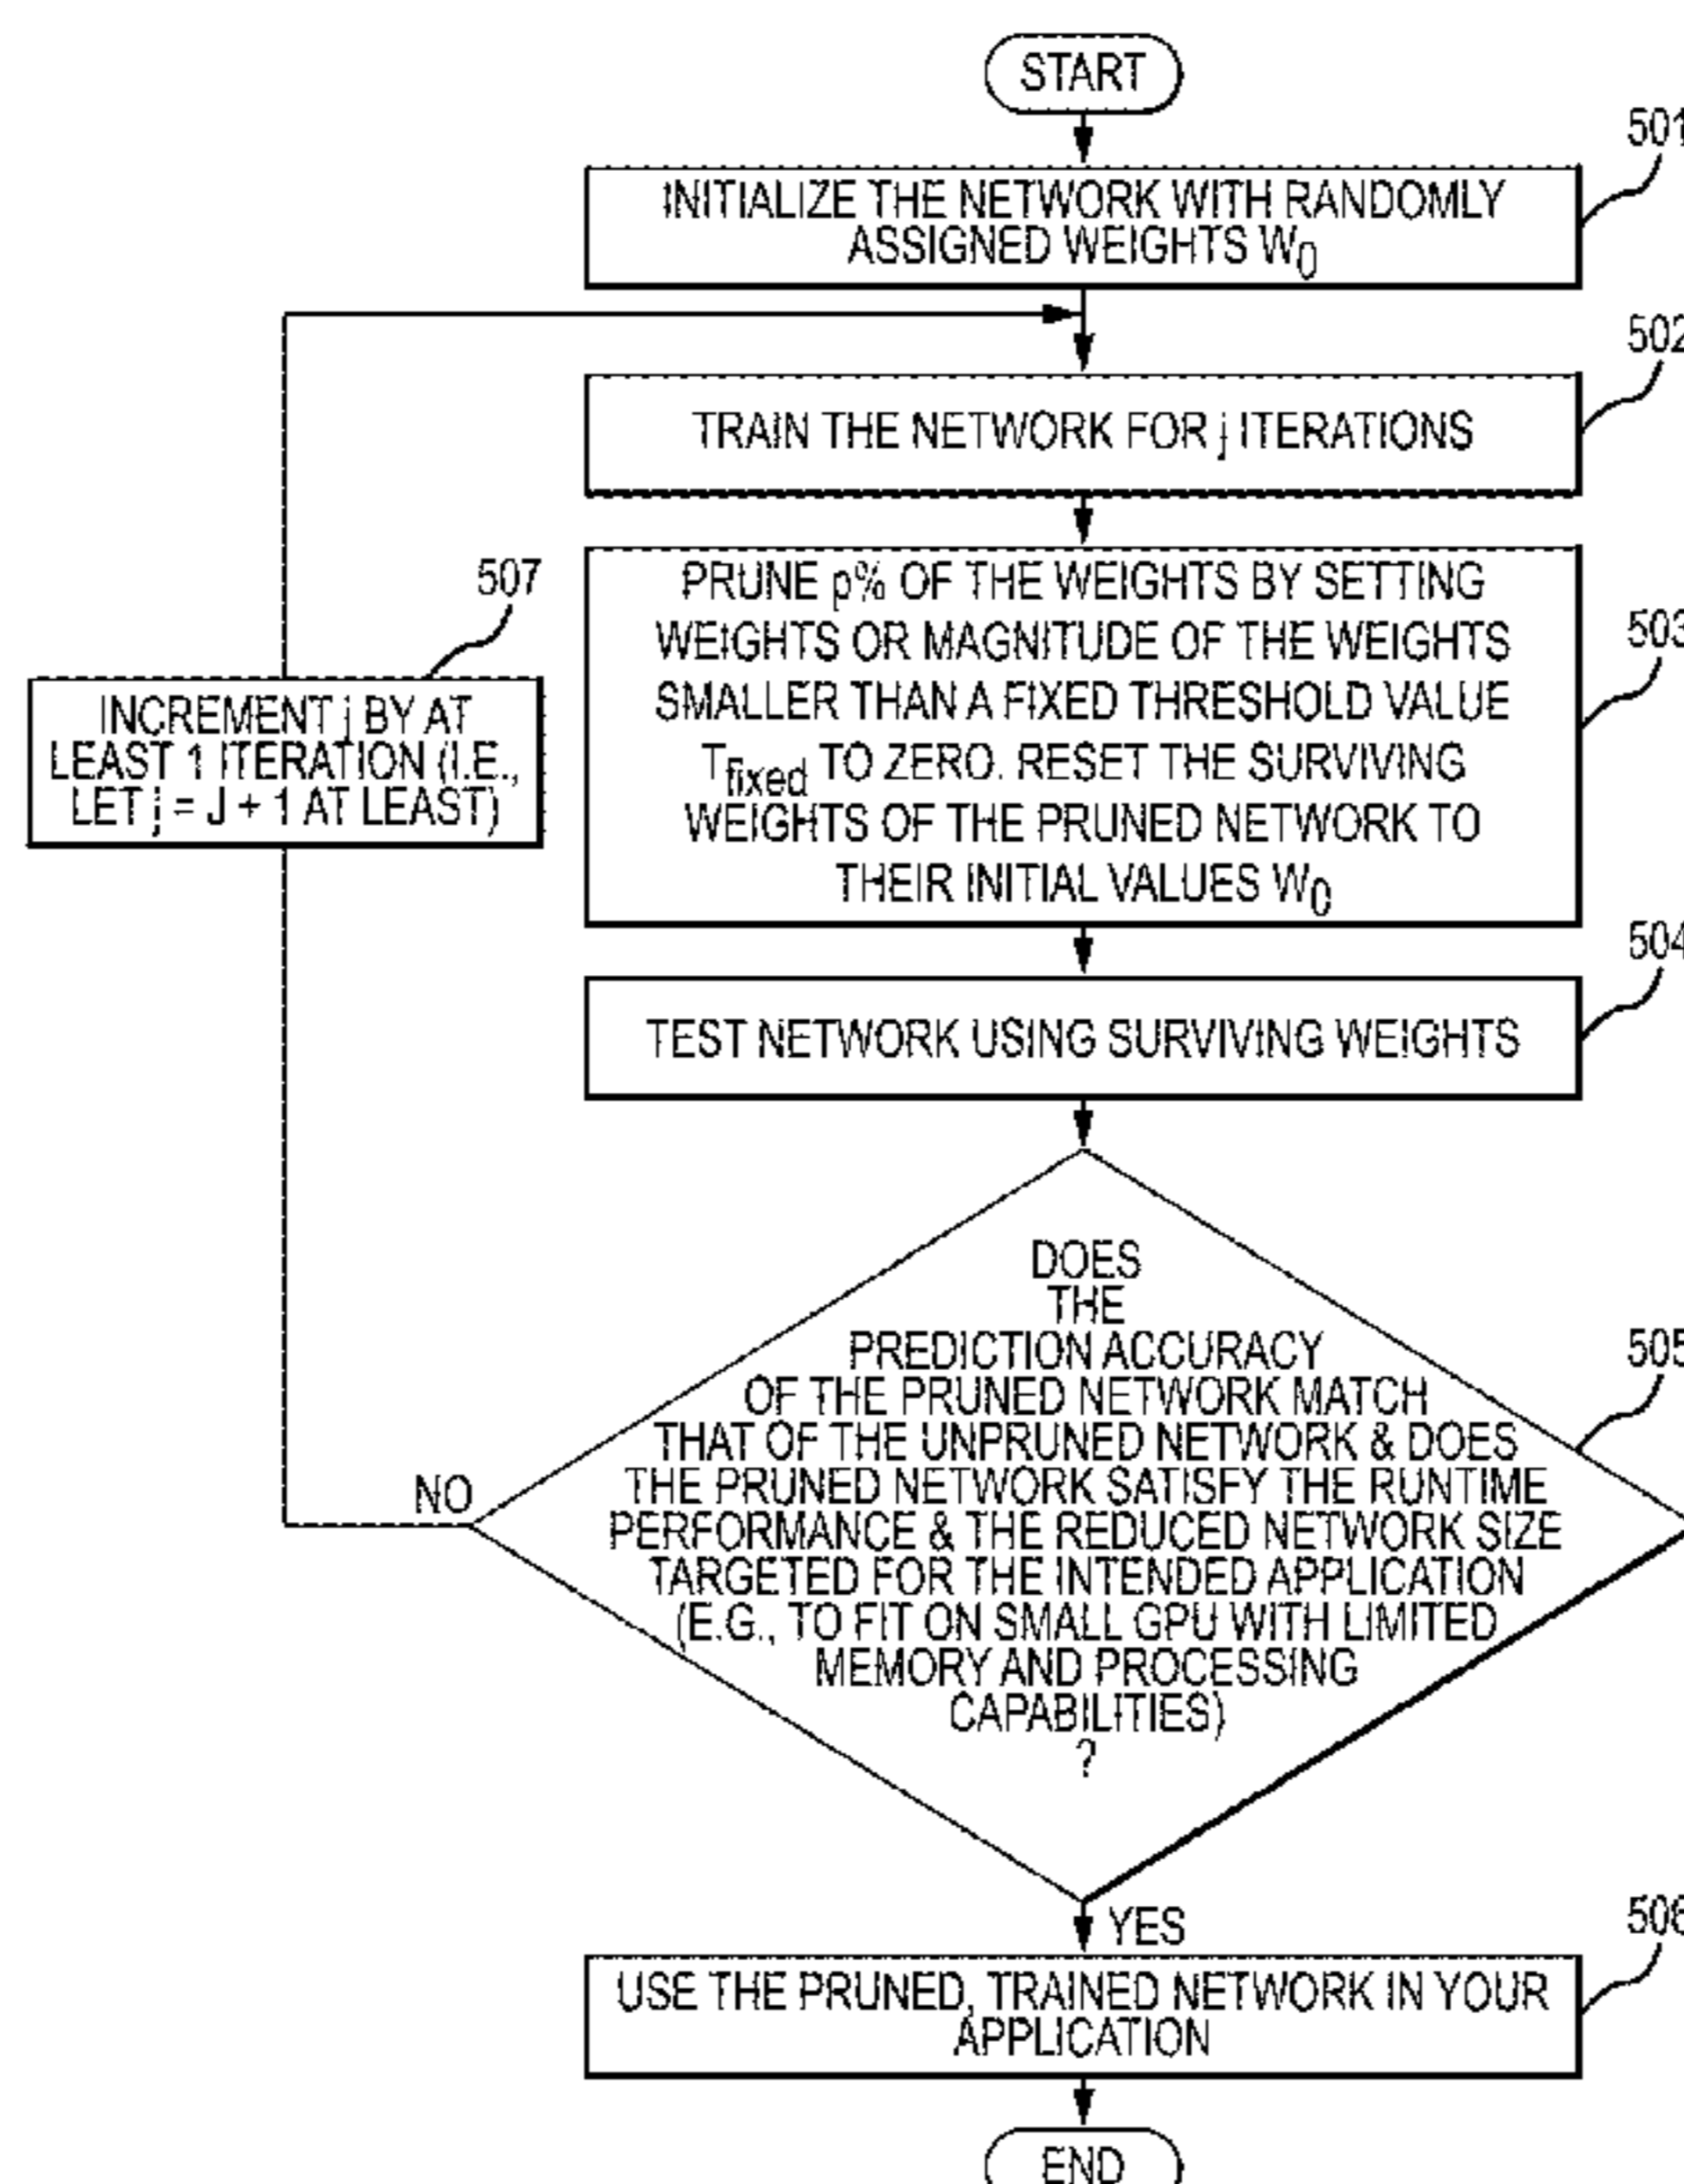 START
501
INITIALIZE THE NETWORK WITH RANDOMLY
ASSIGNED WEIGHTS W0
502
TRAIN THE NETWORK FOR j ITERATIONS
503
PRUNE p% OF THE WEIGHTS BY SETTING
WEIGHTS OR MAGNITUDE OF THE WEIGHTS
SMALLER THAN A FIXED THRESHOLD VALUE
Tfixed TO ZERO. RESET THE SURVIVING
WEIGHTS OF THE PRUNED NETWORK TO
THEIR INITIAL VALUES W0
507
INCREMENT j BY AT
LEAST 1 ITERATION (I.E.,
LET j = J + 1 AT LEAST)
504
TEST NETWORK USING SURVIVING WEIGHTS
505
DOES
THE
PREDICTION ACCURACY
OF THE PRUNED NETWORK MATCH
THAT OF THE UNPRUNED NETWORK & DOES
THE PRUNED NETWORK SATISFY THE RUNTIME
PERFORMANCE & THE REDUCED NETWORK SIZE
TARGETED FOR THE INTENDED APPLICATION
(E.G., TO FIT ON SMALL GPU WITH LIMITED
MEMORY AND PROCESSING
CAPABILITIES)
?
NO
YES
506
USE THE PRUNED, TRAINED NETWORK IN YOUR
APPLICATION
END